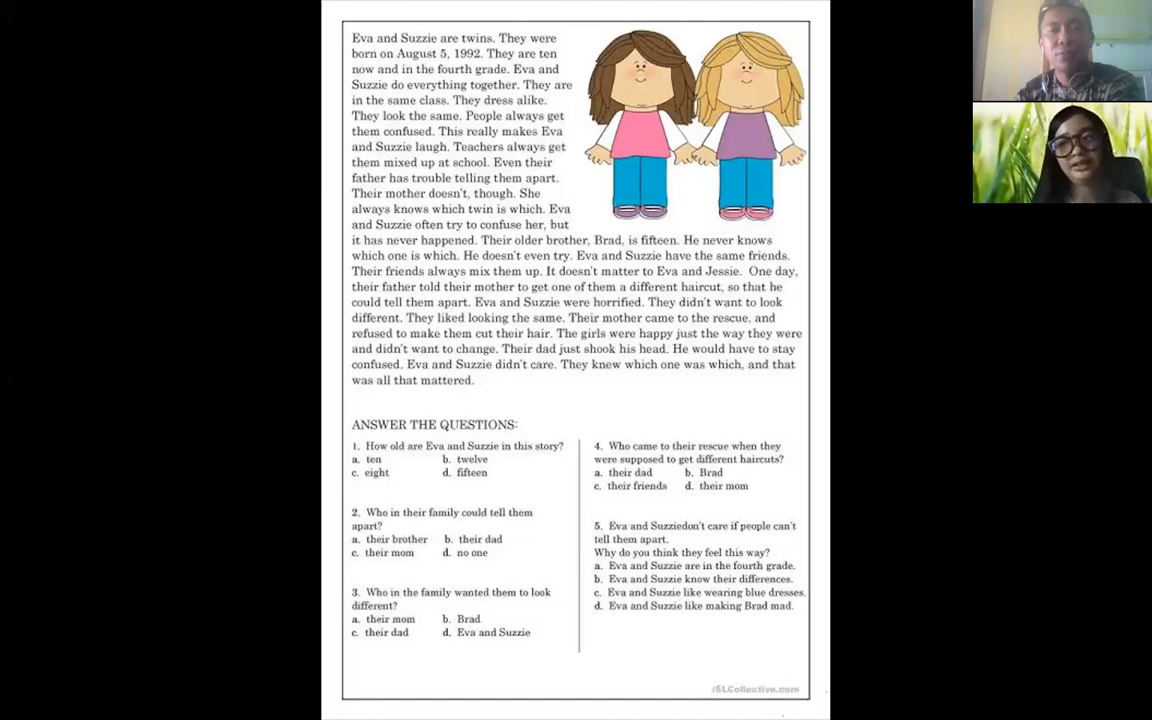 Eva and Suzzie are twins. They were
born on August 5, 1992. They are ten
now and in the fourth grade. Eva and
Suzzie do everything together. They are
in the same class. They dress alike.
They look the same. People always get
them confused. This really makes Eva
and Suzzie laugh. Teachers always get
them mixed up at school. Even their
father has trouble telling them apart.
Their mother doesn't, though. She
always knows which twin is which. Eva
and Suzzie often try to confuse her, but
it has never happened. Their older brother, Brad, is fifteen. He never knows
which one is which. He doesn't even try. Eva and Suzzie have the same friends.
Their friends always mix them up. It doesn't matter to Eva and Jessie. One day,
their father told their mother to get one of them a different haircut, so that he
could tell them apart. Eva and Suzzie were horrified. They didn't want to look
different. They liked looking the same. Their mother came to the rescue, and
refused to make them cut their hair. The girls were happy just the way they were
and didn't want to change. Their dad just shook his head. He would have to stay
confused. Eva and Suzzie didn't care. They knew which one was which, and that
was all that mattered.
ANSWER THE QUESTIONS:
1. How old are Eva and Suzzie in this story?
a. ten b. twelve
c. eight d. fifteen
2. Who in their family could tell them
apart?
a. their brother b. their dad
c. their mom d. no one
3. Who in the family wanted them to look
different?
a. their mom b. Brad
c. their dad d. Eva and Suzzie
4. Who came to their rescue when they
were supposed to get different haircuts?
a. their dad b. Brad
c. their friends d. their mom
5. Eva and Suzziedon't care if people can't
tell them apart.
Why do you think they feel this way?
a. Eva and Suzzie are in the fourth grade.
b. Eva and Suzzie know their differences.
c. Eva and Suzzie like wearing blue dresses.
d. Eva and Suzzie like making Brad mad.
iSLCollective.com